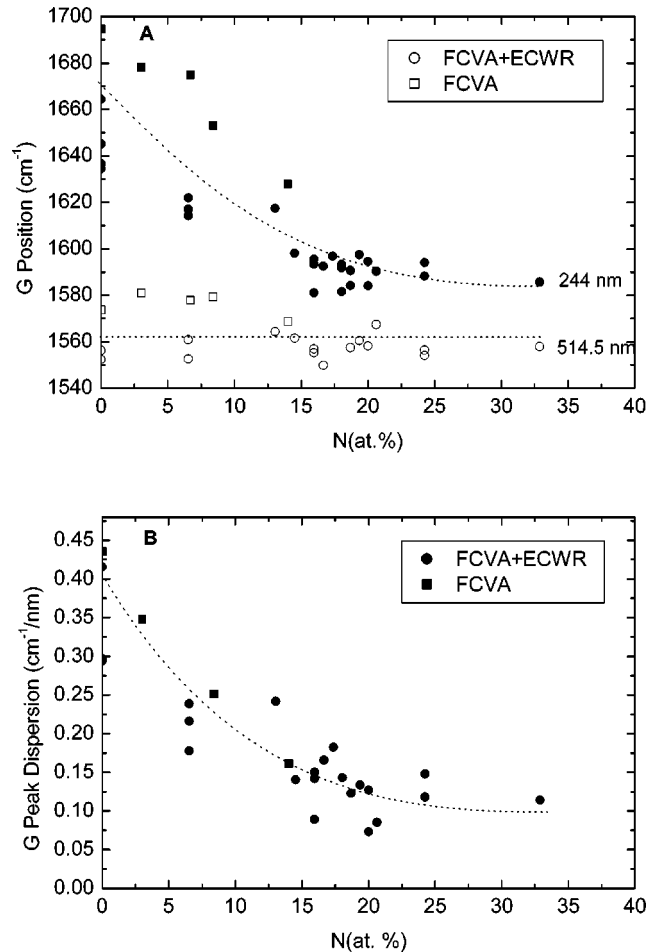 A
FCVA+ECWR
FCVA
1700
1680
1660
1640
1620
1600
1580
1560
1540
G Position (cm-1)
244 nm
514.5 nm
0 5 10 15 20 25 30 35 40
N(at.%)
B
FCVA+ECWR
FCVA
0.45
0.40
0.35
0.30
0.25
0.20
0.15
0.10
0.05
0.00
G Peak Dispersion (cm-1/nm)
0 5 10 15 20 25 30 35 40
N(at. %)